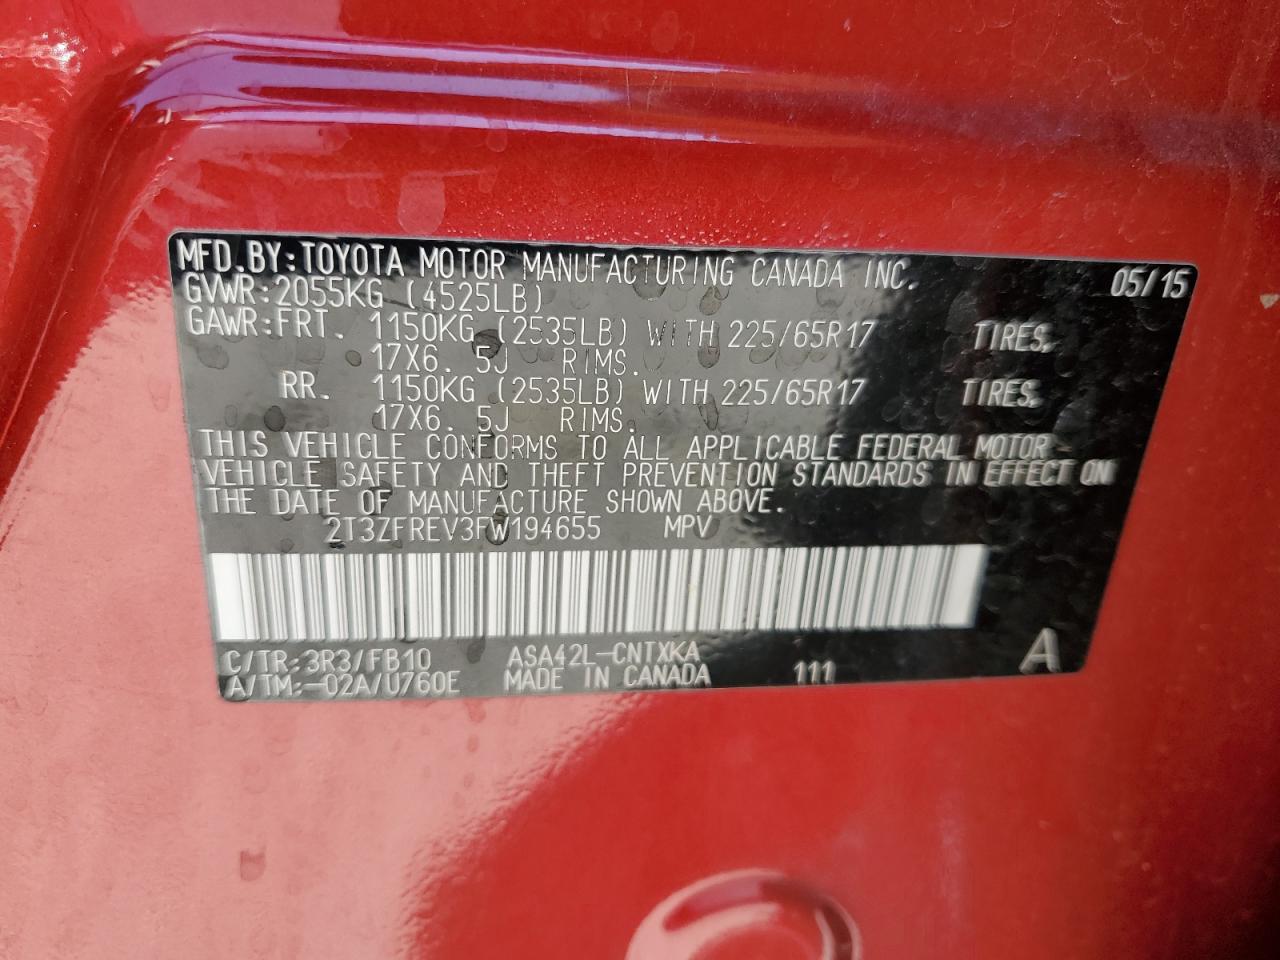 MFD.BY:TOYOTA MOTOR MANUFACTURING CANADA INC. 05/15
GVWR:2055KG (4525LB)
GAWR:FRT. 1150KG (2535LB) WITH 225/65R17 TIRES,
17X6. 5J RIMS.
RR. 1150KG (2535LB) WITH 225/65R17 TIRES,
17X6. 5J RIMS.
THIS VEHICLE CONFORMS TO ALL APPLICABLE FEDERAL MOTOR
VEHICLE SAFETY AND THEFT PREVENTION STANDARDS IN EFFECT ON
THE DATE OF MANUFACTURE SHOWN ABOVE.
2T3ZFREV3FW194655 MPV
C/TR:3R3/FB10 ASA42L-CNTXKA 111 A
A/TM:-02A/U760E MADE IN CANADA